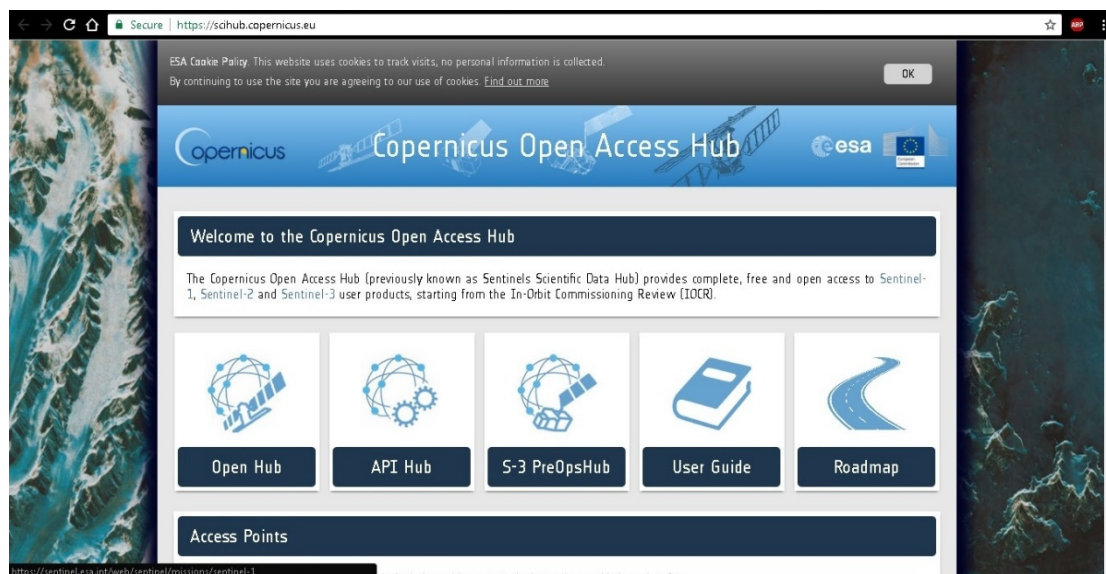 Secure | https://scihub.copernicus.eu
ABP
ESA Cookie Policy. This website uses cookies to track visits, no personal information is collected.
By continuing to use the site you are agreeing to our use of cookies. Find out more
OK
opernicus
Copernicus Open Access Hub
esa
European
Commission
Welcome to the Copernicus Open Access Hub
The Copernicus Open Access Hub (previously known as Sentinels Scientific Data Hub) provides complete, free and open access to Sentinel-
1, Sentinel-2 and Sentinel-3 user products, starting from the In-Orbit Commissioning Review (IOCR).
Open Hub
API Hub
S-3 PreOpsHub
User Guide
Roadmap
Access Points
https://sentinel.esa.int/web/sentinel/missions/sentinel-1